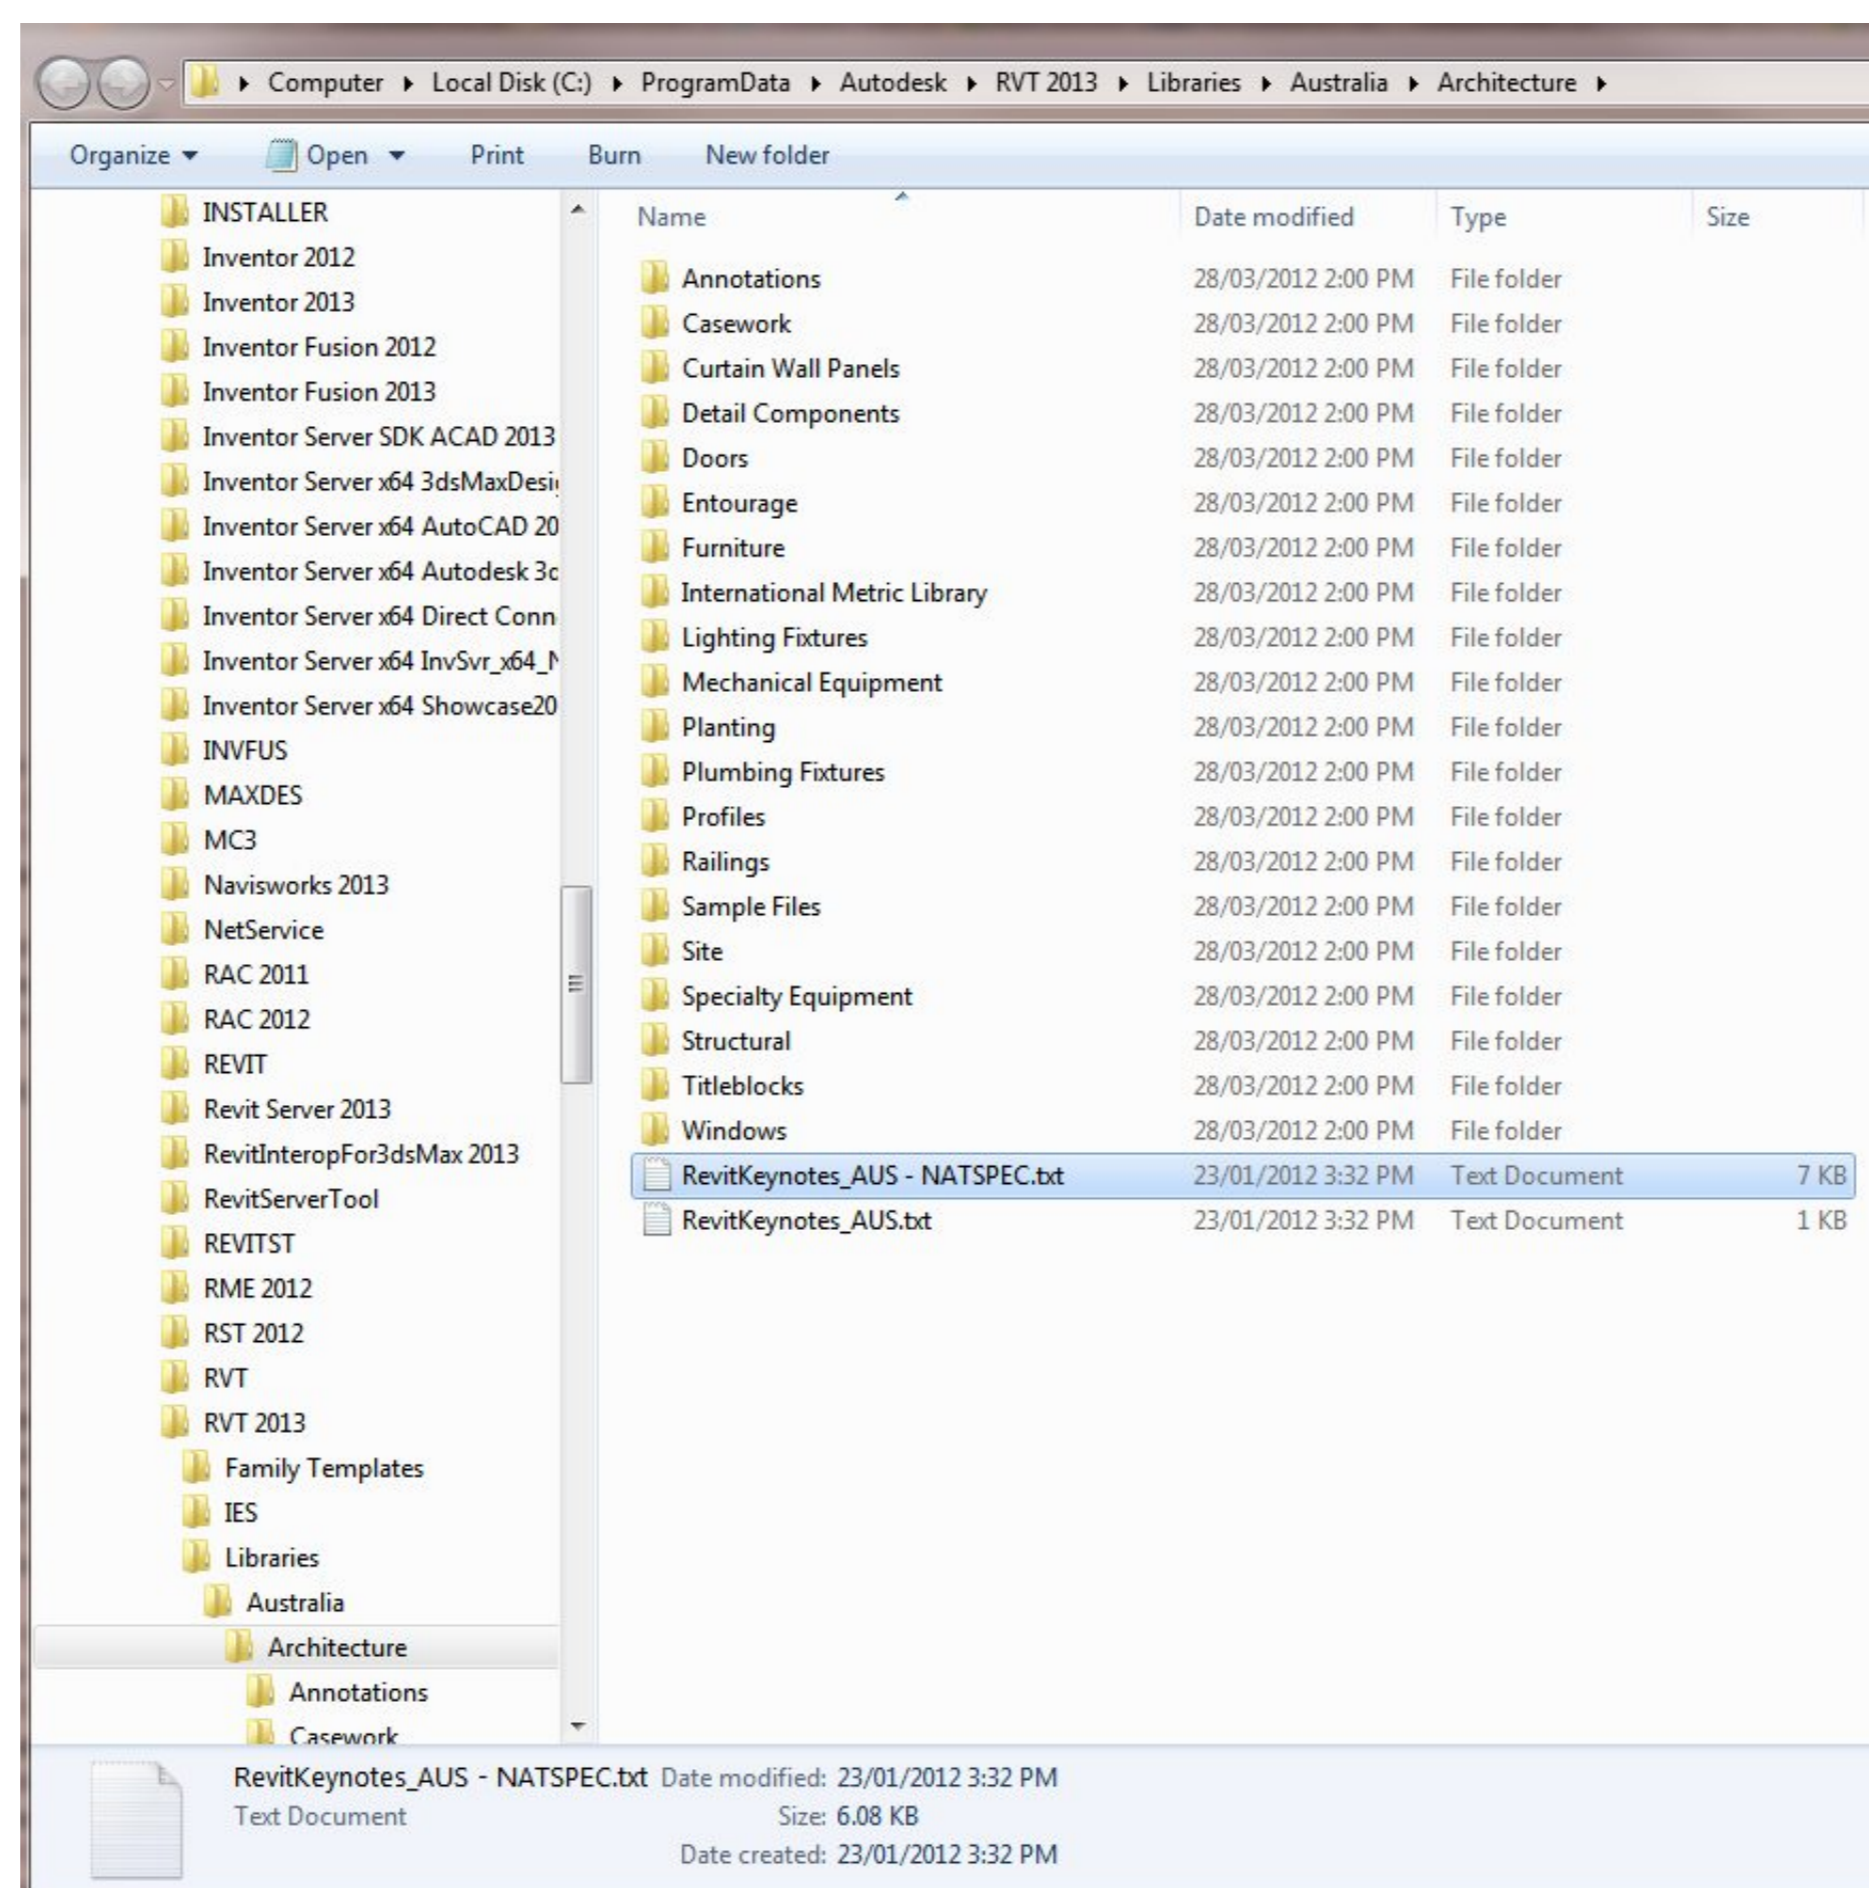 Computer Local Disk (C:) ProgramData Autodesk RVT 2013 Libraries Australia Architecture
Organize Open Print Burn New folder
INSTALLER
Inventor 2012
Inventor 2013
Inventor Fusion 2012
Inventor Fusion 2013
Inventor Server SDK ACAD 2013
Inventor Server x64 3dsMaxDesi
Inventor Server x64 AutoCAD 20
Inventor Server x64 Autodesk 3d
Inventor Server x64 Direct Conn
Inventor Server x64 InvSvr_x64_
Inventor Server x64 Showcase20
INVFUS
MAXDES
MC3
Navisworks 2013
NetService
RAC 2011
RAC 2012
REVIT
Revit Server 2013
RevitInteropFor3dsMax 2013
RevitServerTool
REVITST
RME 2012
RST 2012
RVT
RVT 2013
Family Templates
IES
Libraries
Australia
Architecture
Annotations
Casework
Name Date modified Type Size
Annotations 28/03/2012 2:00 PM File folder
Casework 28/03/2012 2:00 PM File folder
Curtain Wall Panels 28/03/2012 2:00 PM File folder
Detail Components 28/03/2012 2:00 PM File folder
Doors 28/03/2012 2:00 PM File folder
Entourage 28/03/2012 2:00 PM File folder
Furniture 28/03/2012 2:00 PM File folder
International Metric Library 28/03/2012 2:00 PM File folder
Lighting Fixtures 28/03/2012 2:00 PM File folder
Mechanical Equipment 28/03/2012 2:00 PM File folder
Planting 28/03/2012 2:00 PM File folder
Plumbing Fixtures 28/03/2012 2:00 PM File folder
Profiles 28/03/2012 2:00 PM File folder
Railings 28/03/2012 2:00 PM File folder
Sample Files 28/03/2012 2:00 PM File folder
Site 28/03/2012 2:00 PM File folder
Specialty Equipment 28/03/2012 2:00 PM File folder
Structural 28/03/2012 2:00 PM File folder
Titleblocks 28/03/2012 2:00 PM File folder
Windows 28/03/2012 2:00 PM File folder
RevitKeynotes_AUS - NATSPEC.txt 23/01/2012 3:32 PM Text Document 7 KB
RevitKeynotes_AUS.txt 23/01/2012 3:32 PM Text Document 1 KB
RevitKeynotes_AUS - NATSPEC.txt Date modified: 23/01/2012 3:32 PM
Text Document Size: 6.08 KB
Date created: 23/01/2012 3:32 PM